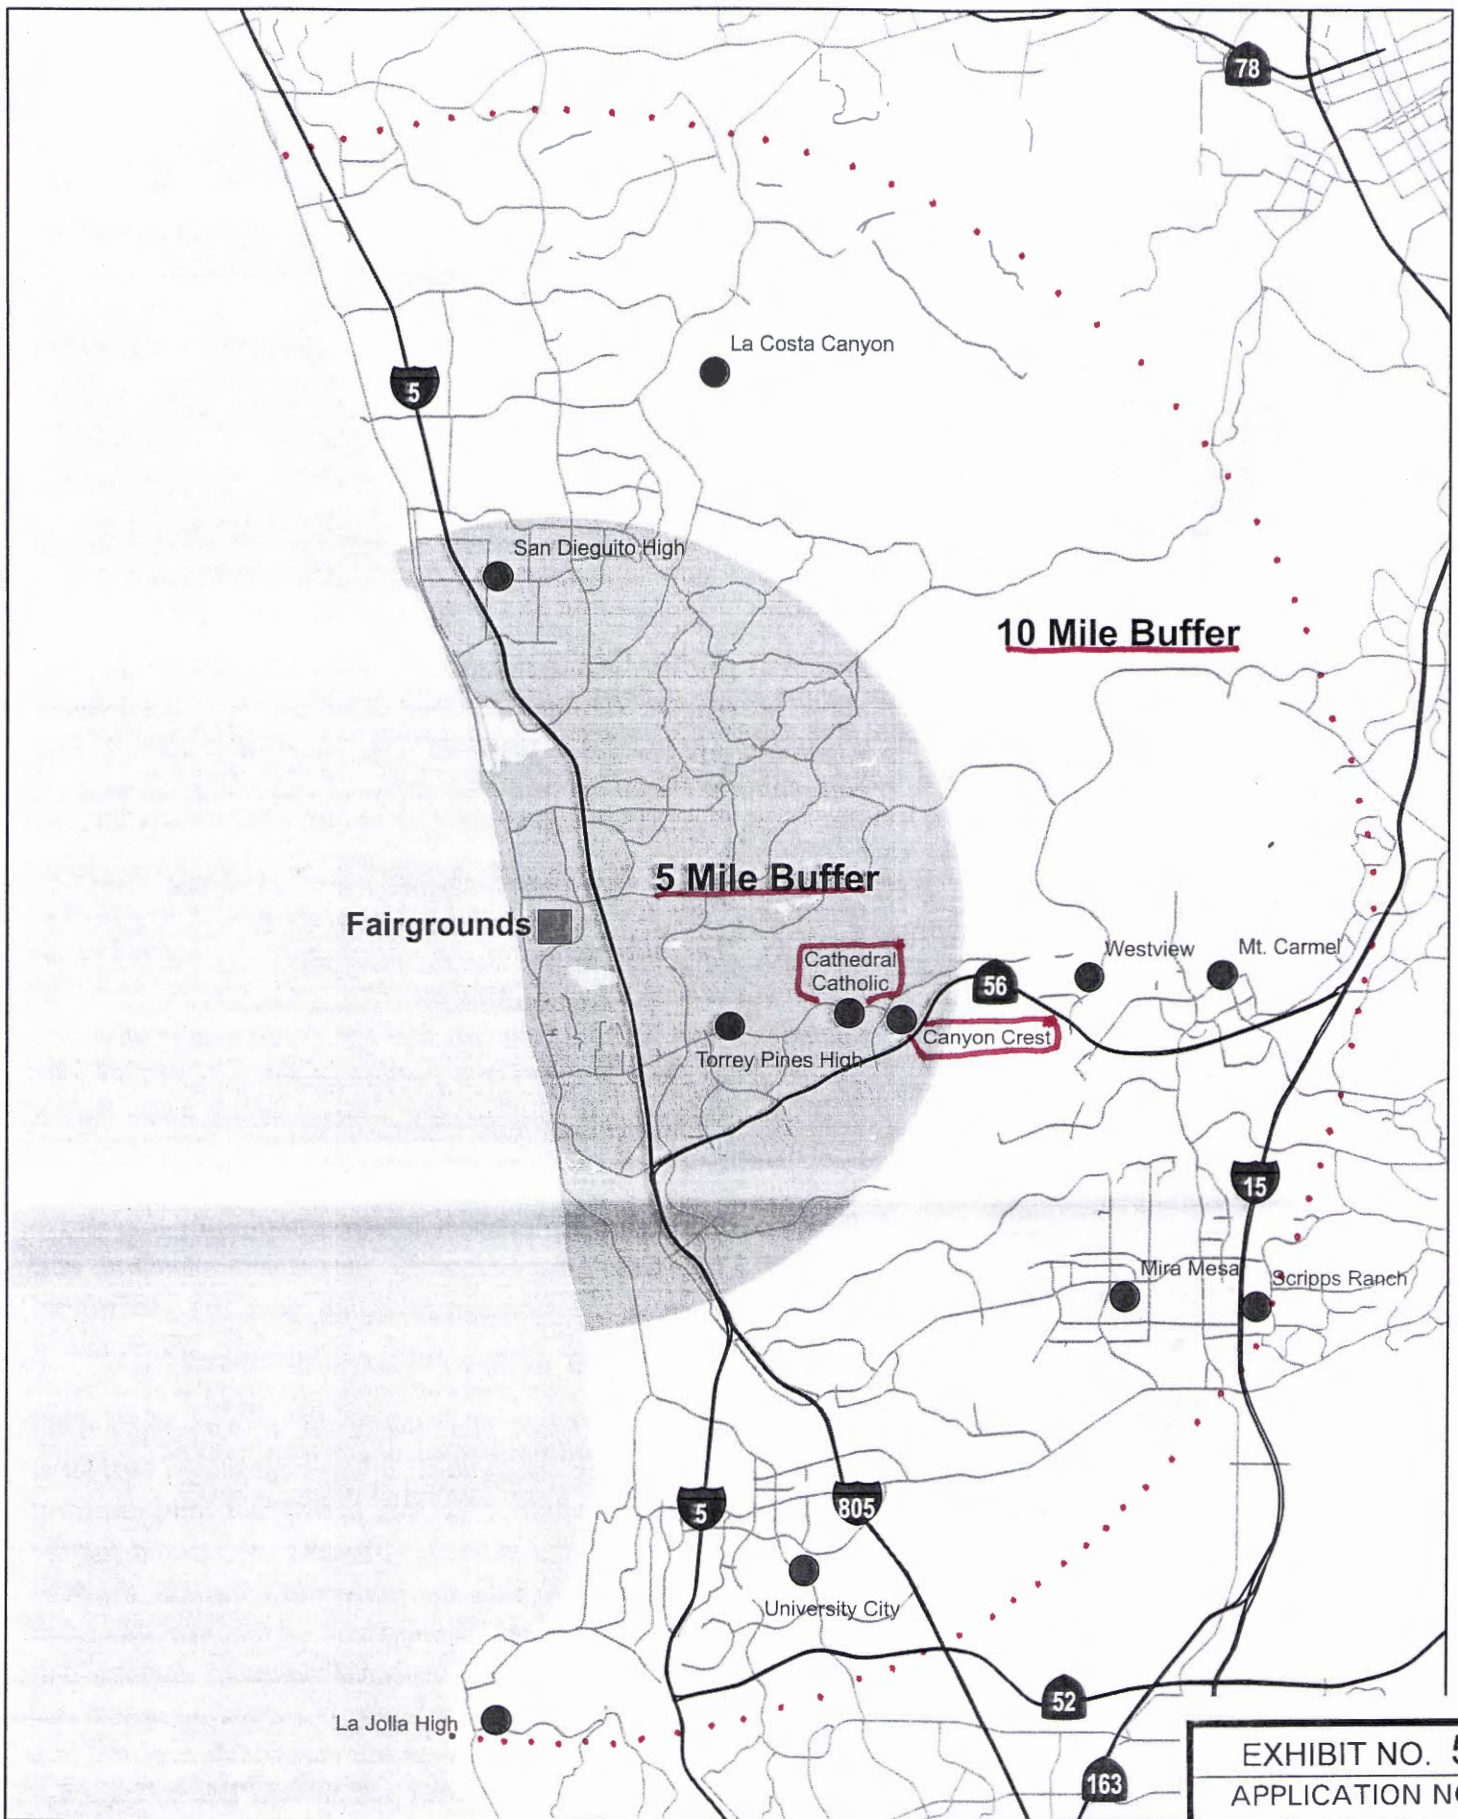 78
La Costa Canyon
5
San Dieguito High
10 Mile Buffer
5 Mile Buffer
Fairgrounds
Cathedral
Catholic
56
Westview
Mt. Carmel
Canyon Crest
Torrey Pines High
15
Mira Mesa
Scripps Ranch
5
805
University City
52
La Jolla High
163
EXHIBIT NO. 5
APPLICATION NO